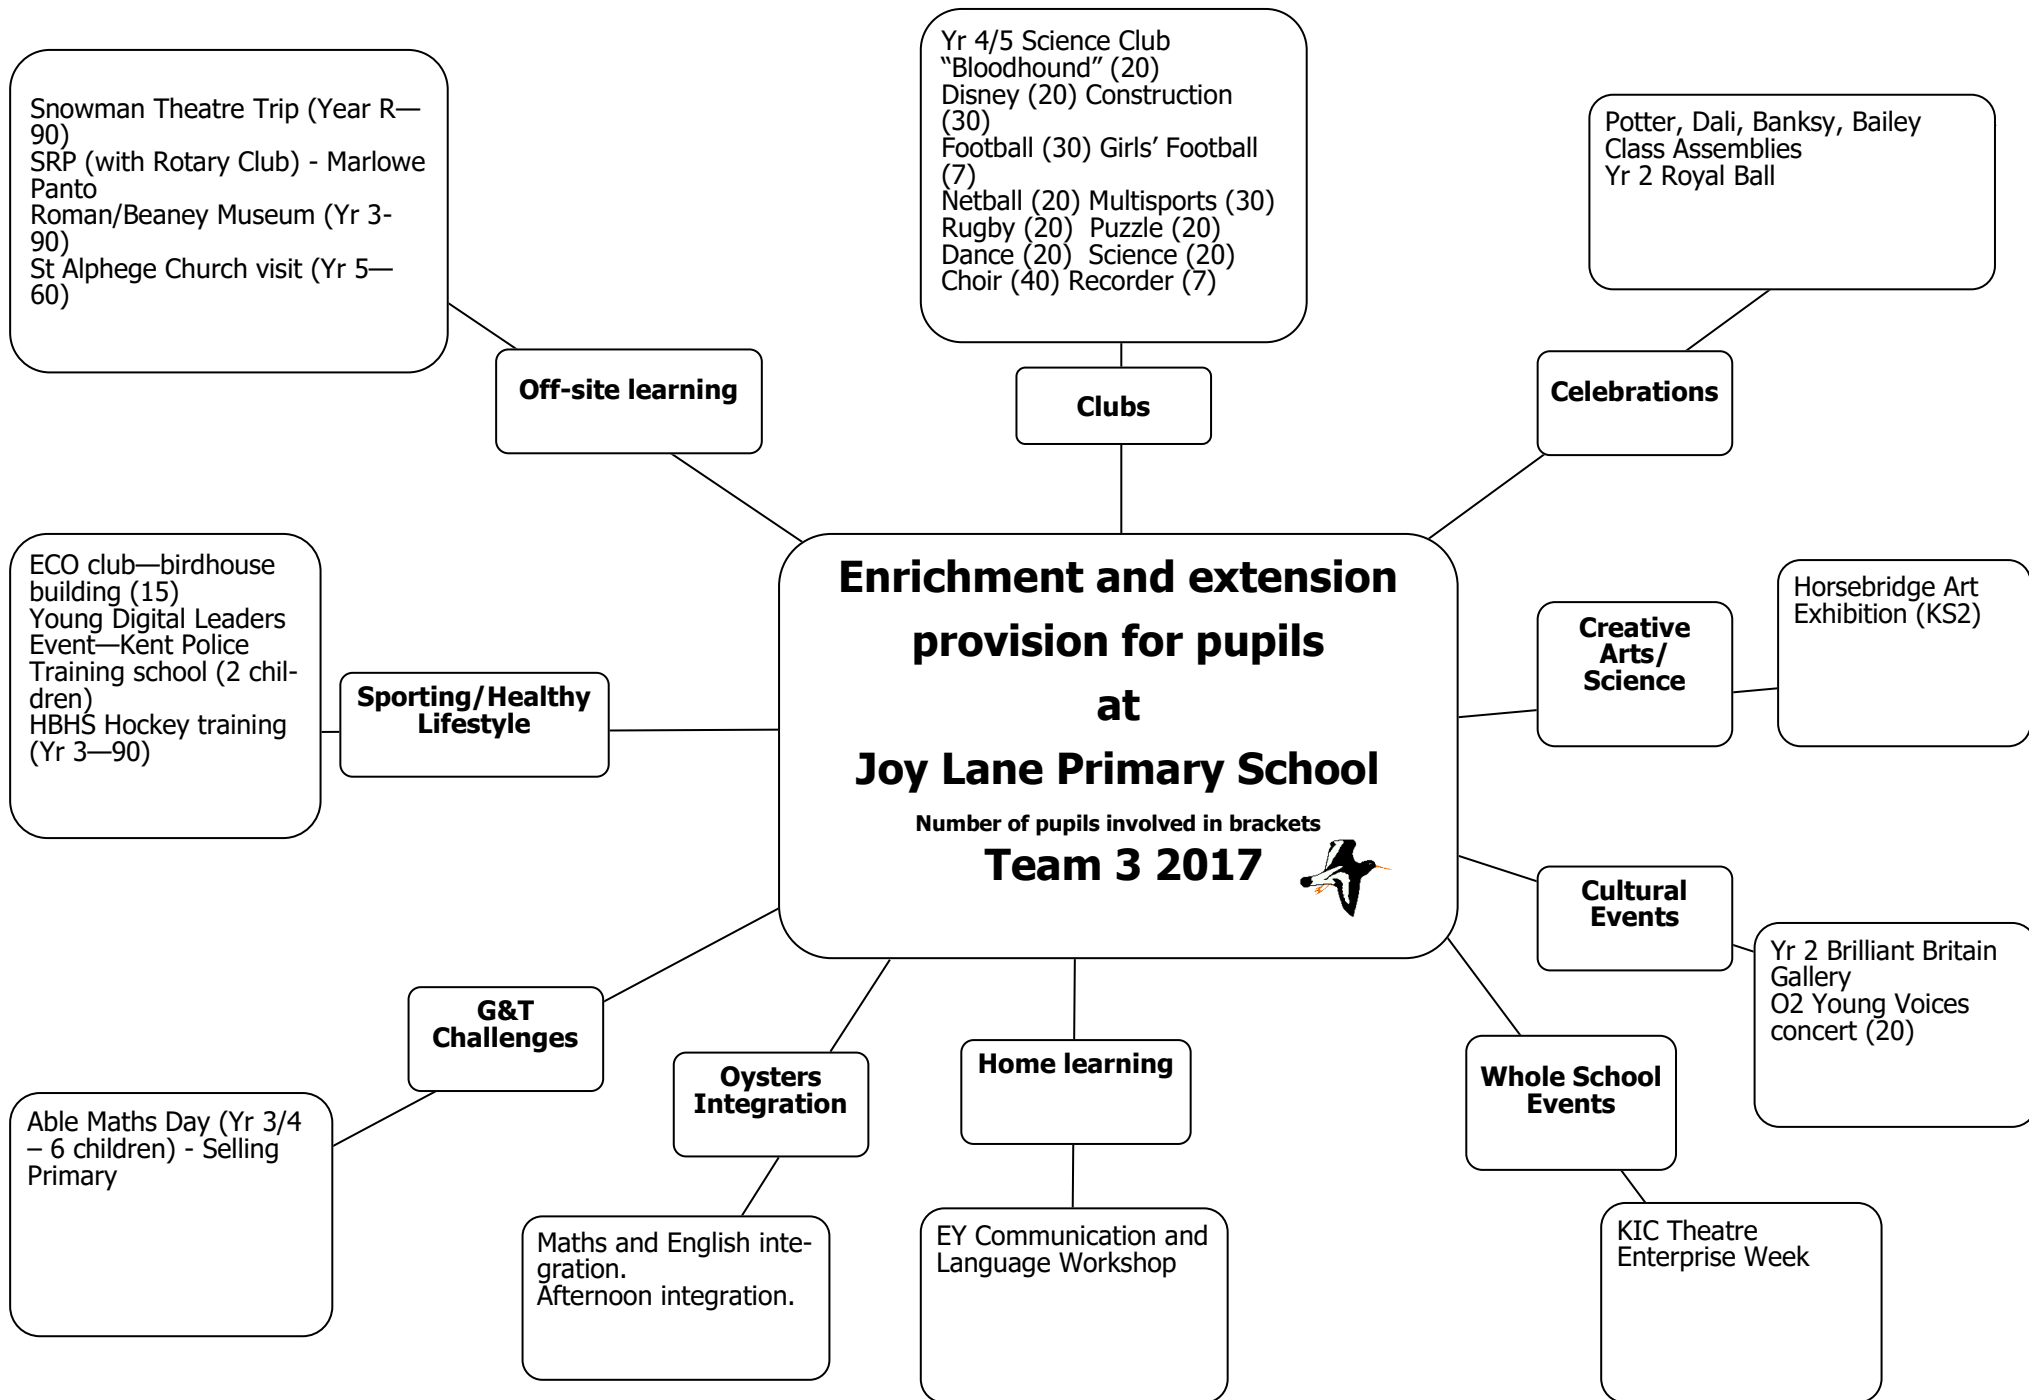 Snowman Theatre Trip (Year R—
90)
SRP (with Rotary Club) - Marlowe
Panto
Roman/Beaney Museum (Yr 3-
90)
St Alphege Church visit (Yr 5—
60)
Off-site learning
Yr 4/5 Science Club
“Bloodhound” (20)
Disney (20) Construction
(30)
Football (30) Girls’ Football
(7)
Netball (20) Multisports (30)
Rugby (20)  Puzzle (20)
Dance (20)  Science (20)
Choir (40) Recorder (7)
Clubs
Potter, Dali, Banksy, Bailey
Class Assemblies
Yr 2 Royal Ball
Celebrations
ECO club—birdhouse
building (15)
Young Digital Leaders
Event—Kent Police
Training school (2 chil-
dren)
HBHS Hockey training
(Yr 3—90)
Sporting/Healthy
Lifestyle
Enrichment and extension
provision for pupils
at
Joy Lane Primary School
Number of pupils involved in brackets
Team 3 2017
Creative
Arts/
Science
Horsebridge Art
Exhibition (KS2)
Cultural
Events
Yr 2 Brilliant Britain
Gallery
O2 Young Voices
concert (20)
G&T
Challenges
Able Maths Day (Yr 3/4
– 6 children) - Selling
Primary
Oysters
Integration
Maths and English inte-
gration.
Afternoon integration.
Home learning
EY Communication and
Language Workshop
Whole School
Events
KIC Theatre
Enterprise Week